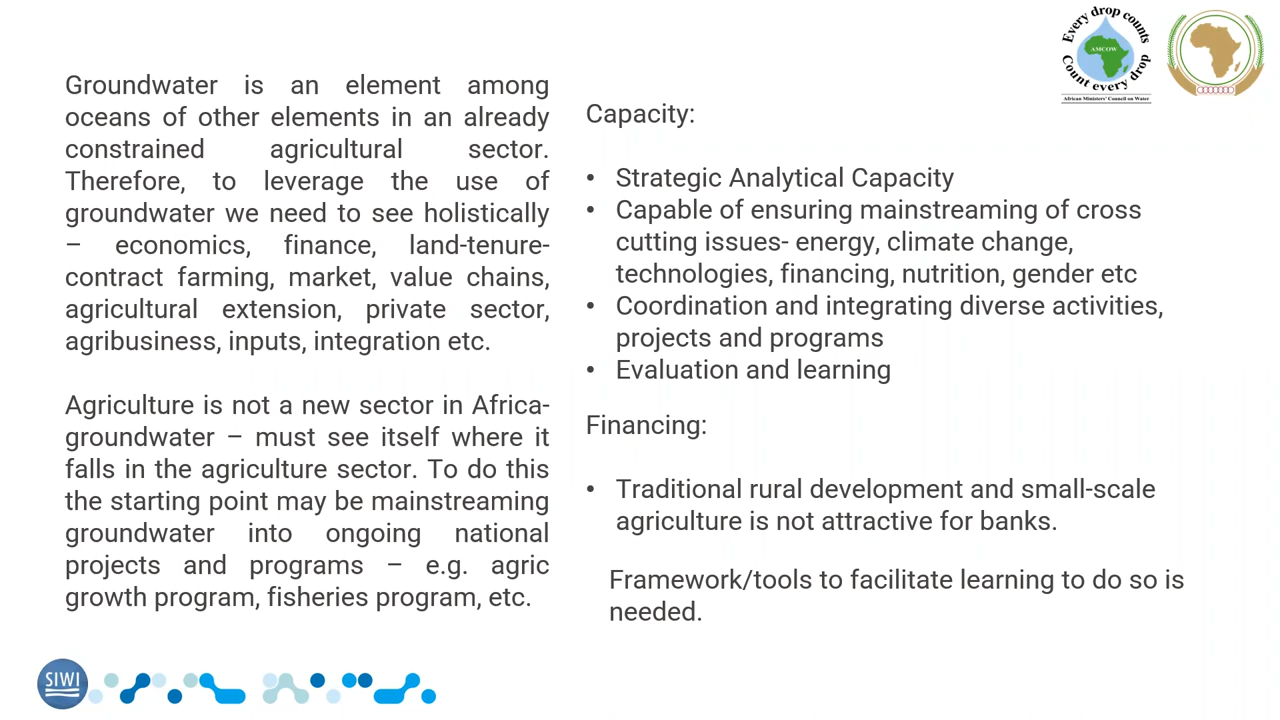 Every drop counts
AMCOW
Count every drop
African Ministers' Council on Water
Groundwater is an element among
oceans of other elements in an already
constrained agricultural sector.
Therefore, to leverage the use of
groundwater we need to see holistically
– economics, finance, land-tenure-
contract farming, market, value chains,
agricultural extension, private sector,
agribusiness, inputs, integration etc.
Agriculture is not a new sector in Africa-
groundwater – must see itself where it
falls in the agriculture sector. To do this
the starting point may be mainstreaming
groundwater into ongoing national
projects and programs – e.g. agric
growth program, fisheries program, etc.
Capacity:
• Strategic Analytical Capacity
• Capable of ensuring mainstreaming of cross
cutting issues- energy, climate change,
technologies, financing, nutrition, gender etc
• Coordination and integrating diverse activities,
projects and programs
• Evaluation and learning
Financing:
• Traditional rural development and small-scale
agriculture is not attractive for banks.
Framework/tools to facilitate learning to do so is
needed.
SIWI